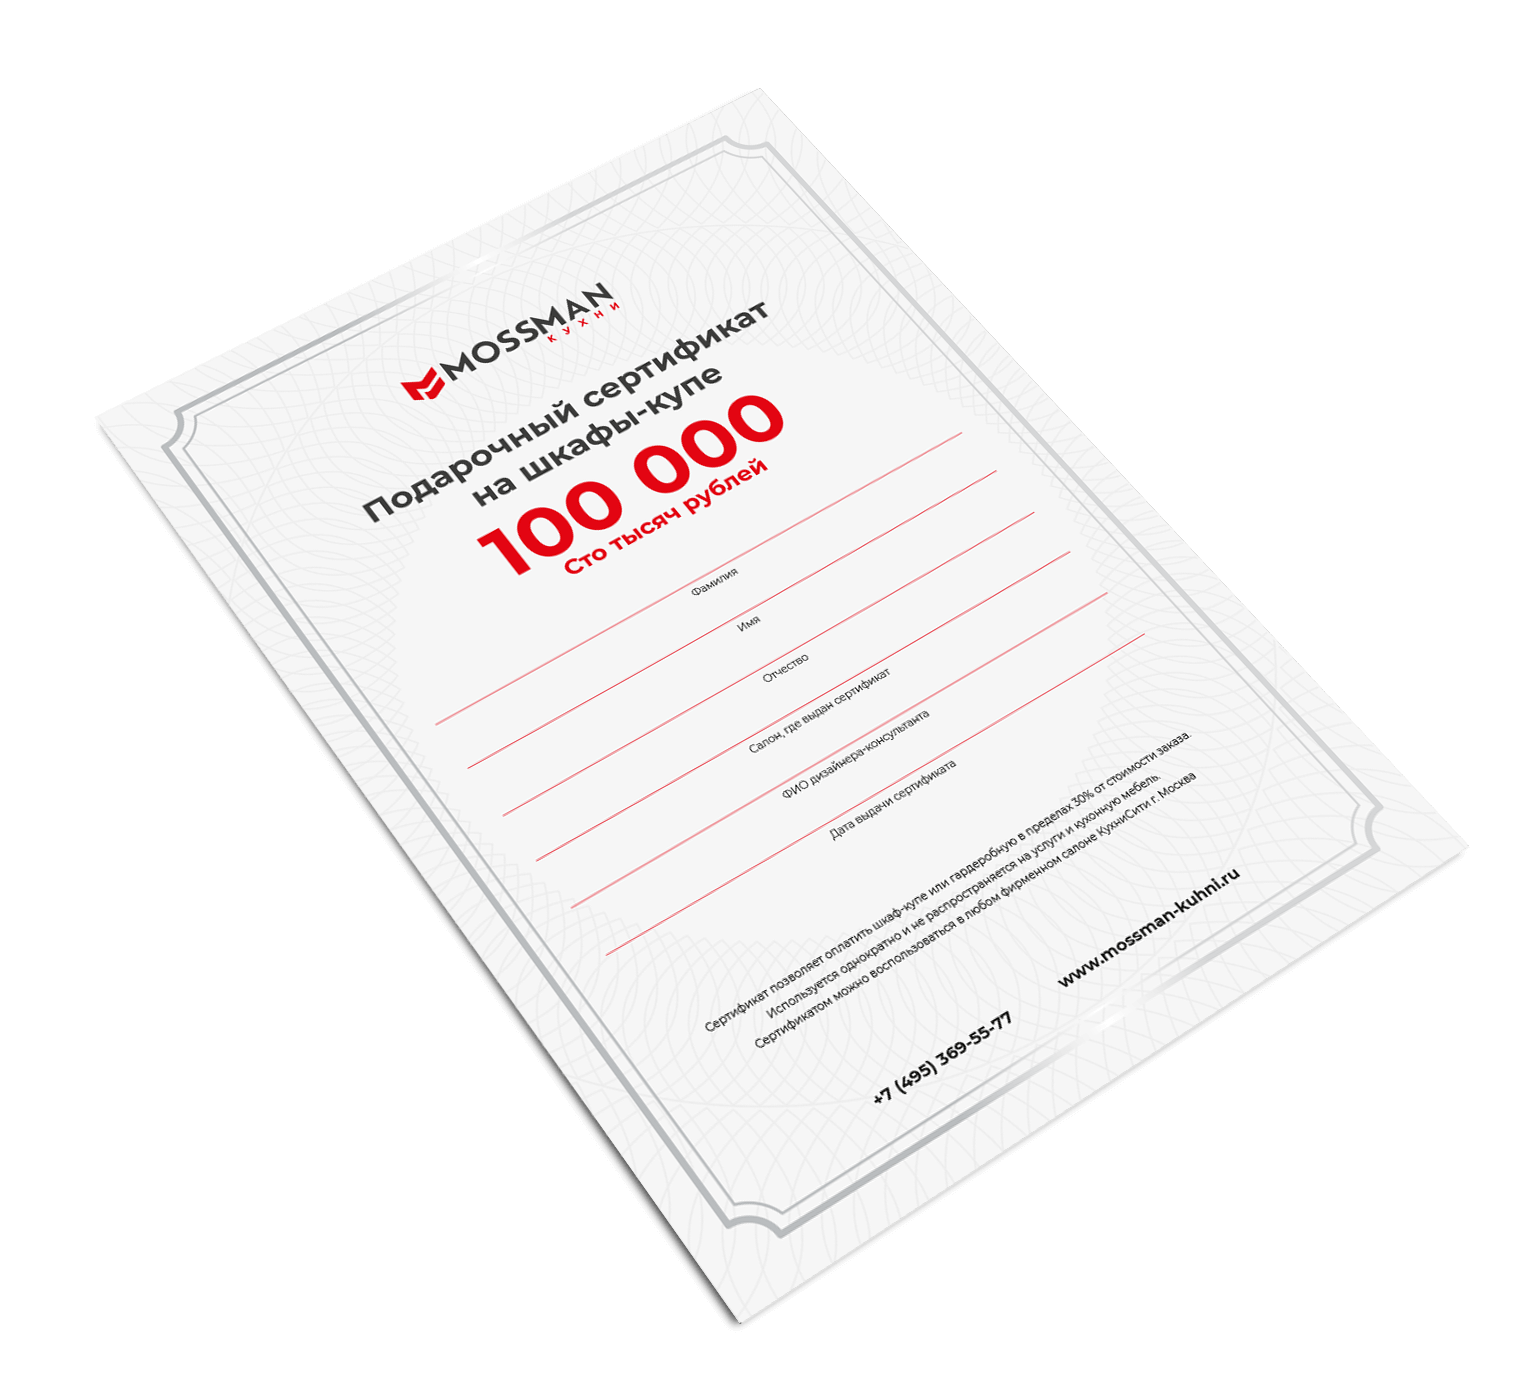 MOSSMAN
КУХНИ
Подарочный сертификат
на шкафы-купе
100 000
Сто тысяч рублей
Фамилия
Имя
Отчество
Салон, где выдан сертификат
ФИО дизайнера-консультанта
Дата выдачи сертификата
Сертификат позволяет оплатить шкаф-купе или гардеробную в пределах 30% от стоимости заказа.
Используется однократно и не распространяется на услуги и кухонную мебель.
Сертификатом можно воспользоваться в любом фирменном салоне КухниСити г. Москва
+7 (495) 369-55-77
www.mossman-kuhni.ru